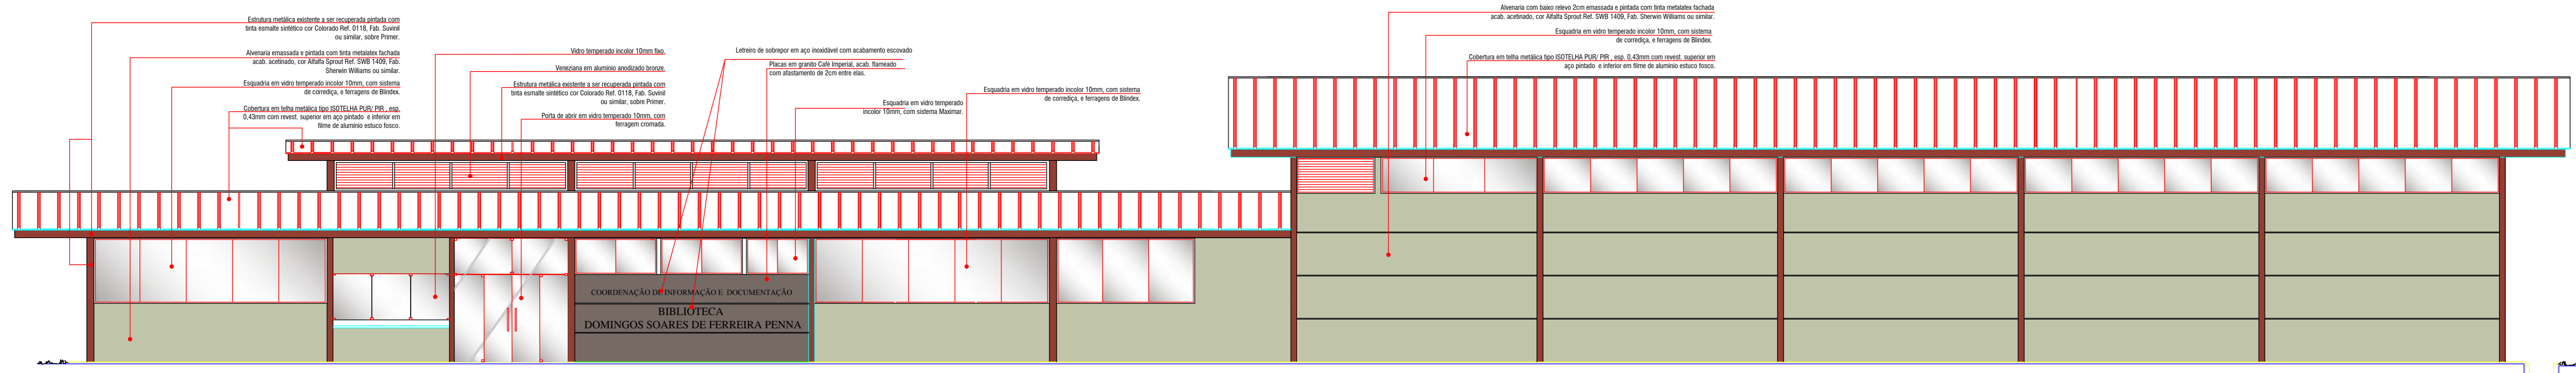 Estrutura metálica existente a ser recuperada pintada com
tinta esmalte sintético cor Colorado Ref. 0118, Fab. Suvinil
ou similar, sobre Primer.
Alvenaria emassada e pintada com tinta metalatex fachada
acab. acetinado, cor Alfalfa Sprout Ref. SWB 1409, Fab.
Sherwin Williams ou similar.
Esquadria em vidro temperado incolor 10mm, com sistema
de corrediça, e ferragens de Blindex.
Cobertura em telha metálica tipo ISOTELHA PUR/ PIR , esp.
0,43mm com revest. superior em aço pintado e inferior em
filme de aluminio estuco fosco.
Vidro temperado incolor 10mm fixo.
Veneziana em alumínio anodizado bronze.
Estrutura metálica existente a ser recuperada pintada com
tinta esmalte sintético cor Colorado Ref. 0118, Fab. Suvinil
ou similar, sobre Primer.
Porta de abrir em vidro temperado 10mm, com
ferragem cromada.
Letreiro de sobrepor em aço inoxidável com acabamento escovado
Placas em granito Café Imperial, acab. flameado
com afastamento de 2cm entre elas.
Esquadria em vidro temperado
incolor 10mm, com sistema Maximar.
Esquadria em vidro temperado incolor 10mm, com sistema
de corrediça, e ferragens de Blindex.
Alvenaria com baixo relevo 2cm emassada e pintada com tinta metalatex fachada
acab. acetinado, cor Alfalfa Sprout Ref. SWB 1409, Fab. Sherwin Williams ou similar.
Esquadria em vidro temperado incolor 10mm, com sistema
de corrediça, e ferragens de Blindex.
Cobertura em telha metálica tipo ISOTELHA PUR/ PIR , esp. 0,43mm com revest. superior em
aço pintado e inferior em filme de aluminio estuco fosco.
COORDENAÇÃO DE INFORMAÇÃO E DOCUMENTAÇÃO
BIBLIOTECA
DOMINGOS SOARES DE FERREIRA PENNA